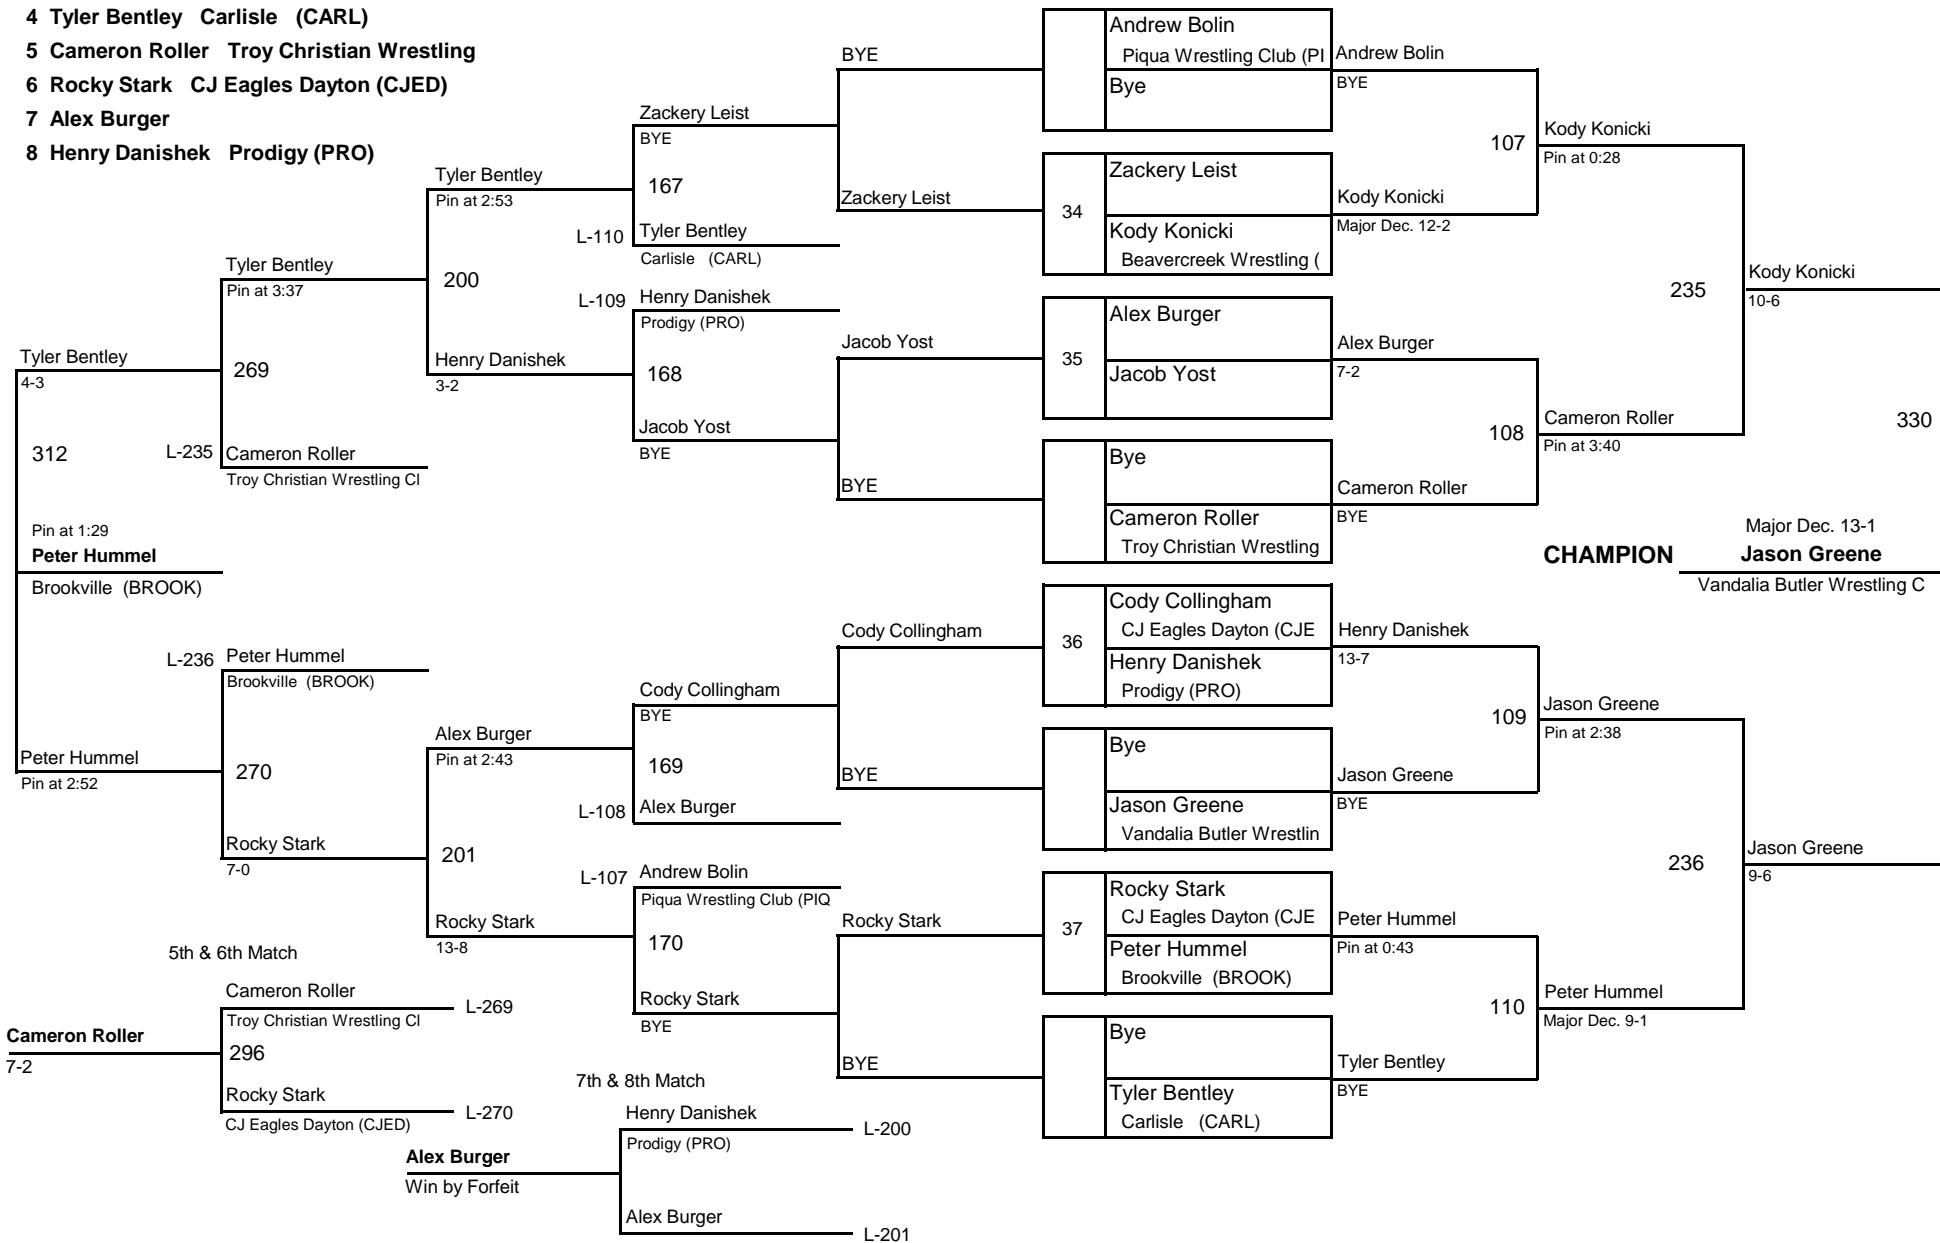 4 Tyler Bentley Carlisle (CARL)
5 Cameron Roller Troy Christian Wrestling
6 Rocky Stark CJ Eagles Dayton (CJED)
7 Alex Burger
8 Henry Danishek Prodigy (PRO)
Tyler Bentley
4-3
312
Pin at 1:29
Peter Hummel
Brookville (BROOK)
Peter Hummel
Pin at 2:52
Tyler Bentley
Pin at 3:37
269
L-235
Cameron Roller
Troy Christian Wrestling Cl
L-236
Peter Hummel
Brookville (BROOK)
270
Rocky Stark
7-0
5th & 6th Match
Cameron Roller
L-269
Troy Christian Wrestling Cl
Cameron Roller
7-2
296
Rocky Stark
L-270
CJ Eagles Dayton (CJED)
Tyler Bentley
Pin at 2:53
200
Henry Danishek
3-2
Alex Burger
Pin at 2:43
201
Rocky Stark
13-8
7th & 8th Match
Henry Danishek
L-200
Prodigy (PRO)
Alex Burger
Win by Forfeit
Alex Burger
L-201
Zackery Leist
BYE
167
L-110
Tyler Bentley
Carlisle (CARL)
L-109
Henry Danishek
Prodigy (PRO)
168
Jacob Yost
BYE
Cody Collingham
BYE
169
L-108
Alex Burger
L-107
Andrew Bolin
Piqua Wrestling Club (PIQ
170
Rocky Stark
BYE
BYE
Zackery Leist
Jacob Yost
BYE
Cody Collingham
BYE
Rocky Stark
BYE
Andrew Bolin
Piqua Wrestling Club (PI
Bye
34
Zackery Leist
Kody Konicki
Beavercreek Wrestling (
35
Alex Burger
Jacob Yost
Bye
Cameron Roller
Troy Christian Wrestling
36
Cody Collingham
CJ Eagles Dayton (CJE
Henry Danishek
Prodigy (PRO)
Bye
Jason Greene
Vandalia Butler Wrestlin
37
Rocky Stark
CJ Eagles Dayton (CJE
Peter Hummel
Brookville (BROOK)
Bye
Tyler Bentley
Carlisle (CARL)
Andrew Bolin
BYE
107
Kody Konicki
Major Dec. 12-2
Alex Burger
7-2
108
Cameron Roller
BYE
Henry Danishek
13-7
109
Jason Greene
BYE
Peter Hummel
Pin at 0:43
110
Tyler Bentley
BYE
Kody Konicki
Pin at 0:28
235
Cameron Roller
Pin at 3:40
Jason Greene
Pin at 2:38
236
Peter Hummel
Major Dec. 9-1
Kody Konicki
10-6
330
Major Dec. 13-1
CHAMPION
Jason Greene
Vandalia Butler Wrestling C
Jason Greene
9-6